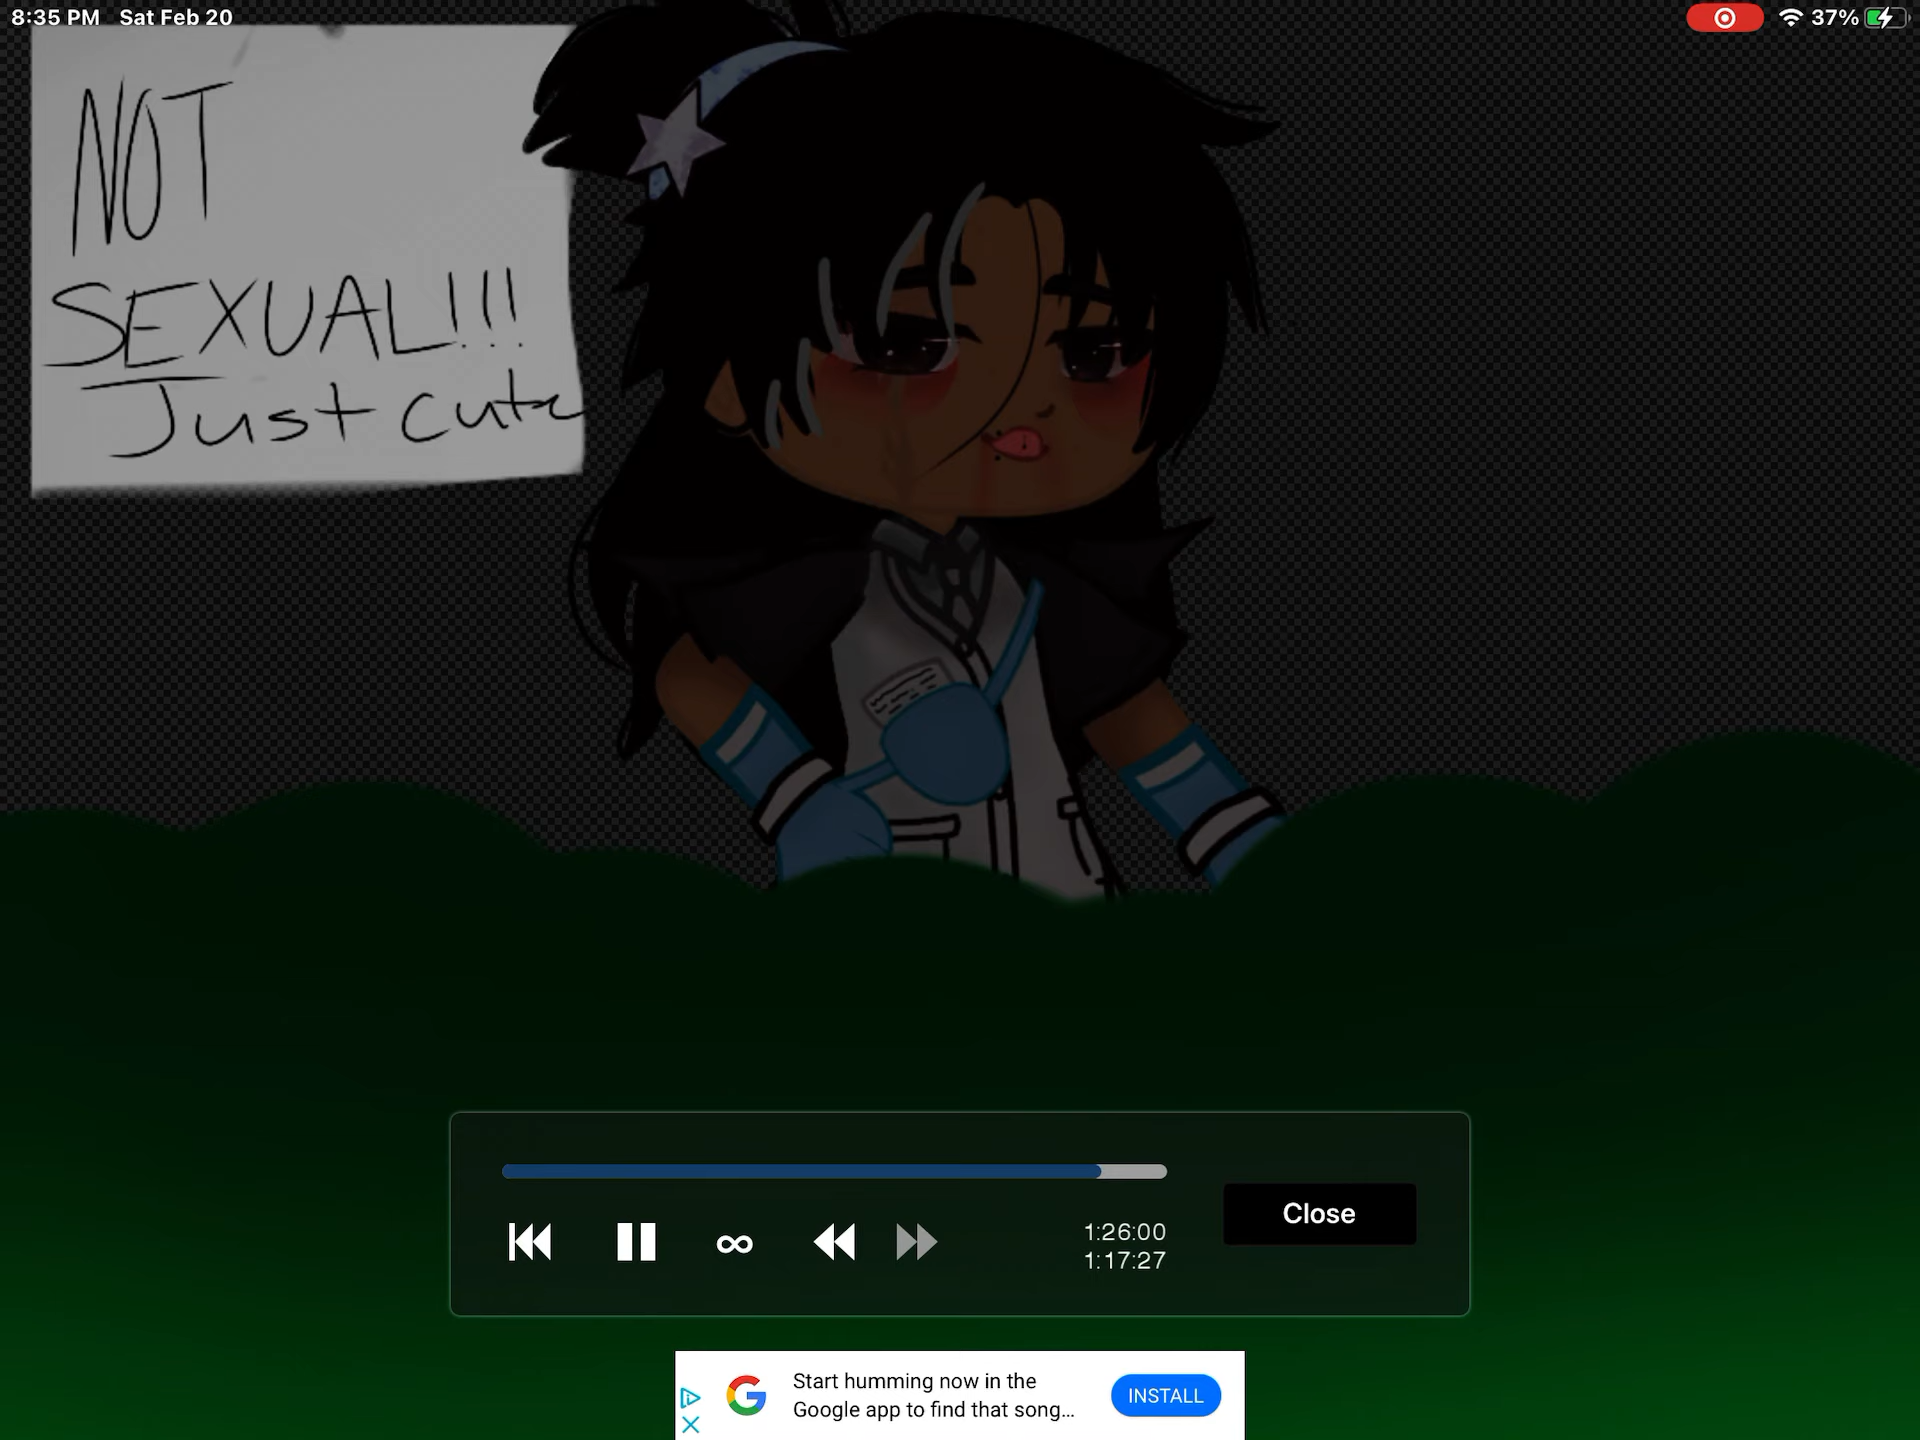 8:35 PM Sat Feb 20
37%
NOT
SEXUAL!!!
Just cute
1:26:00
1:17:27
Close
Start humming now in the
Google app to find that song...
INSTALL